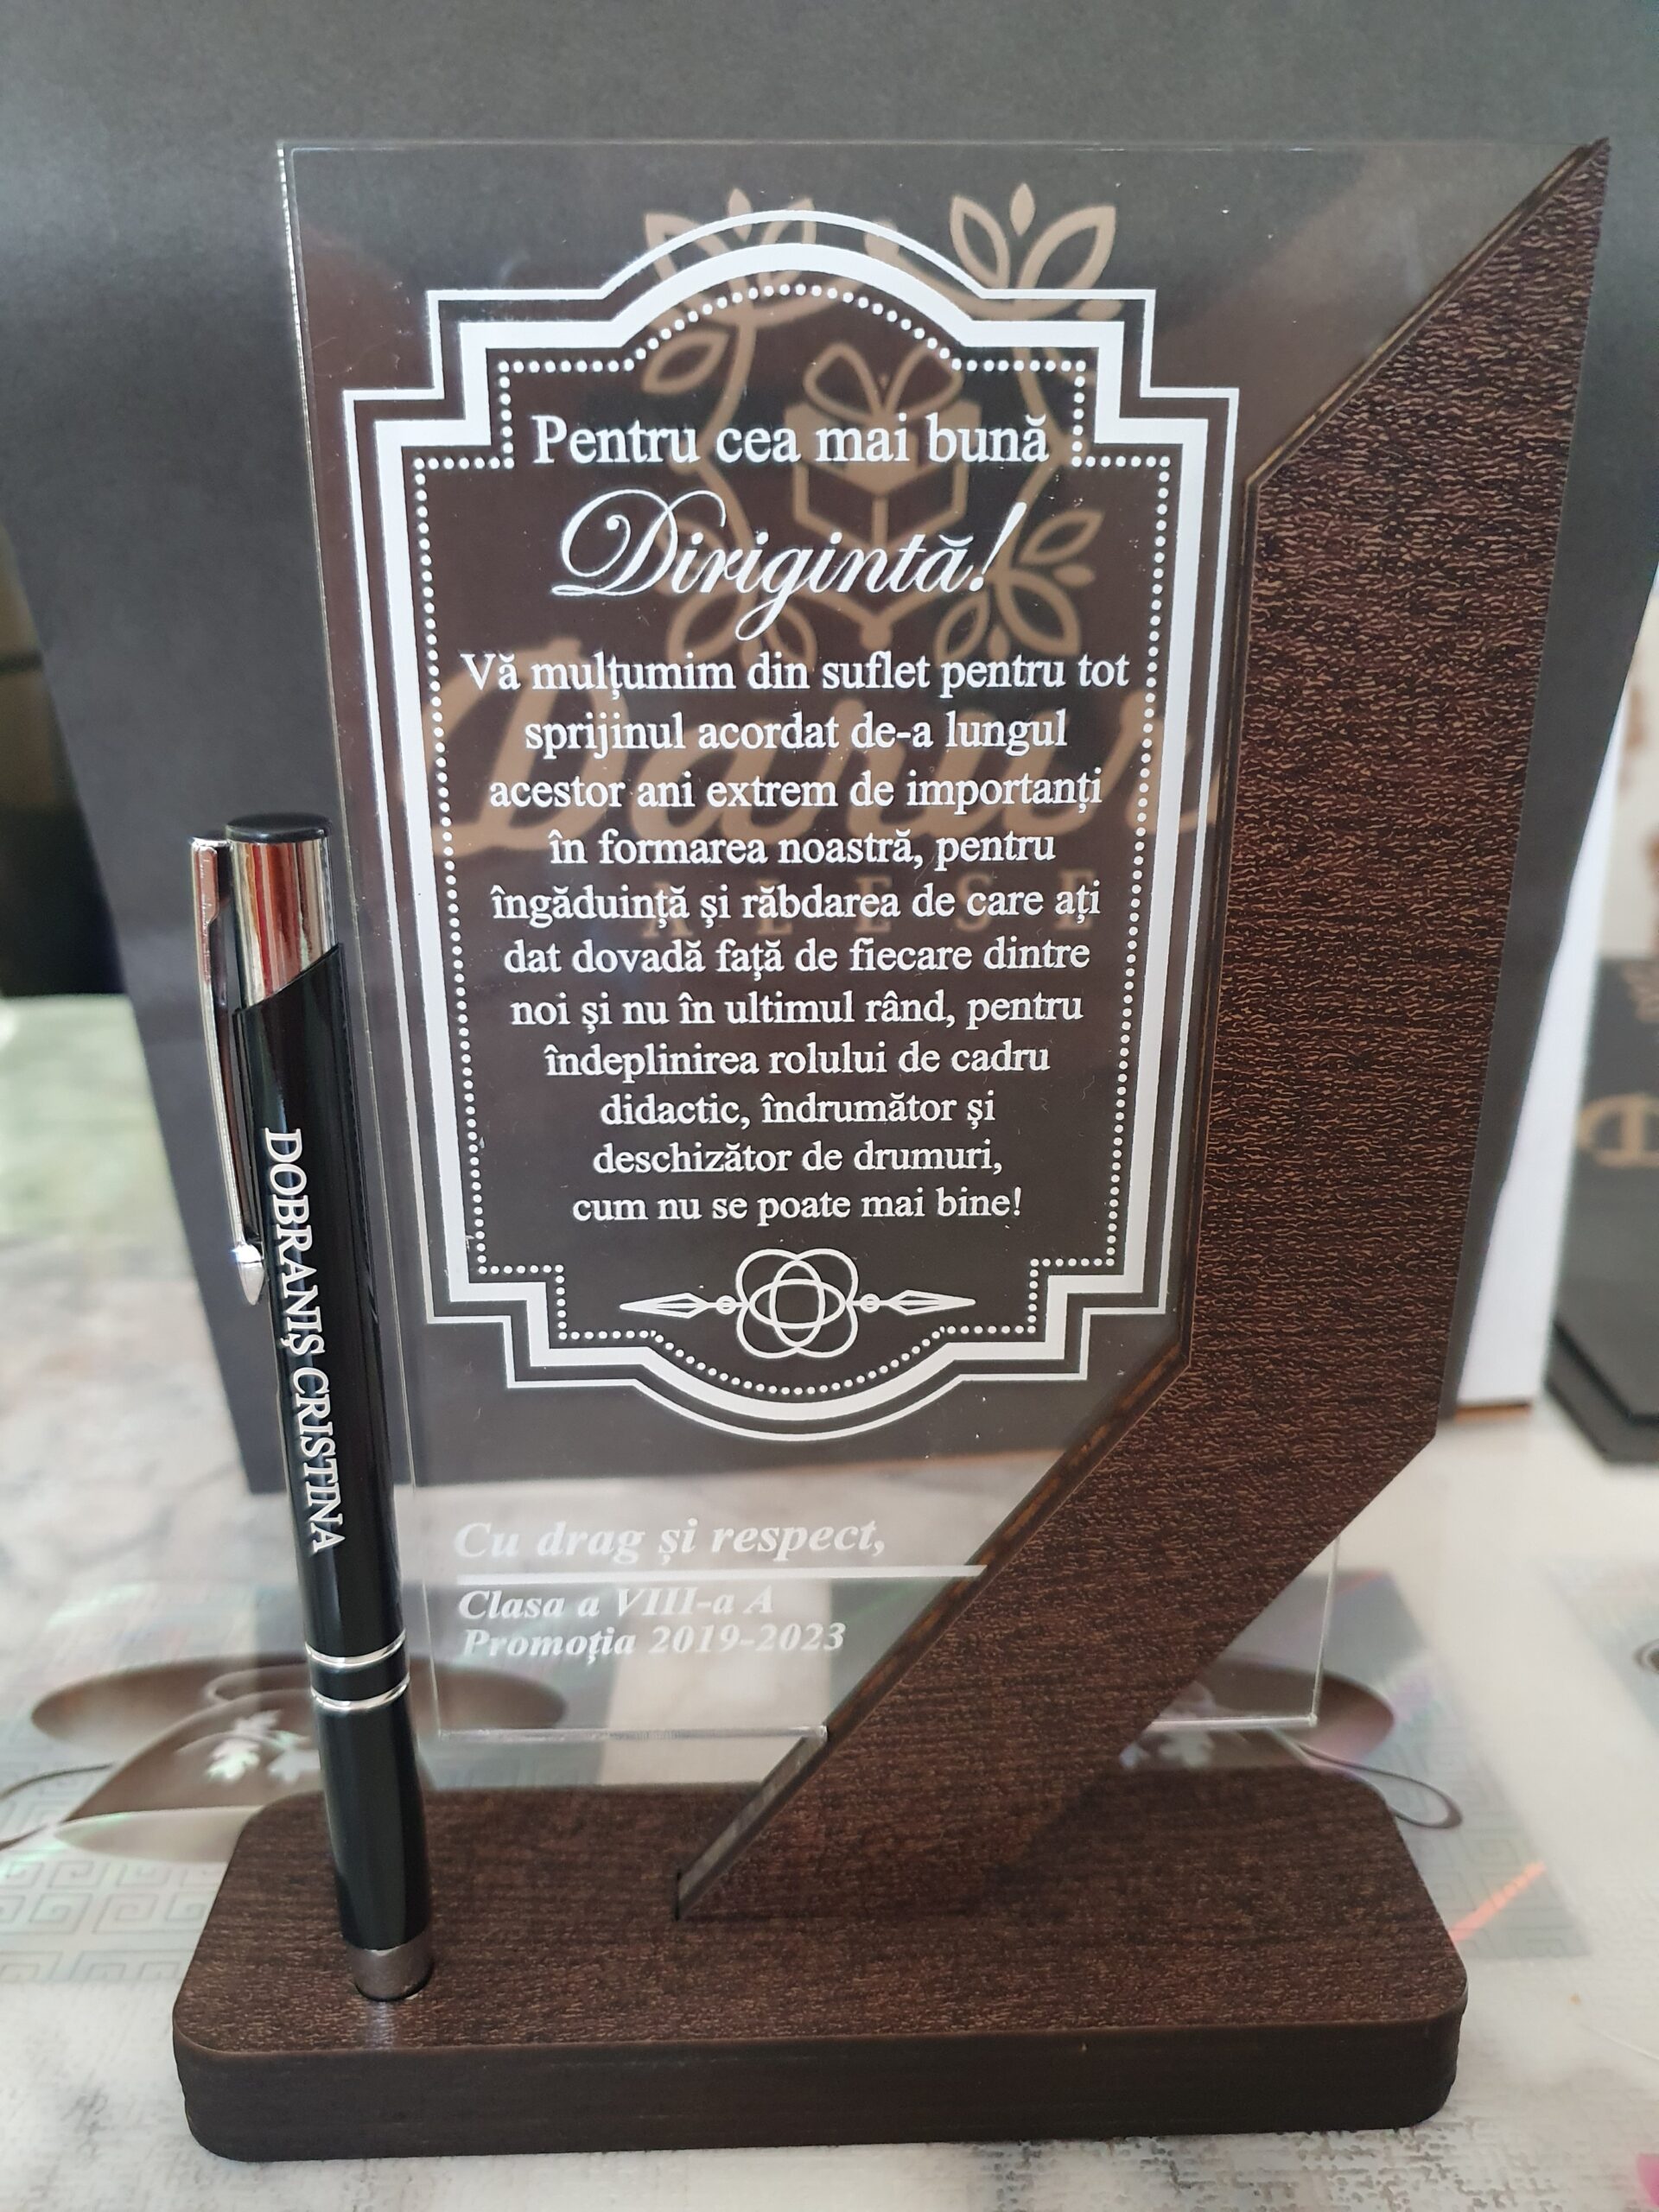 Pentru cea mai bună
Dirigintă!
Vă mulțumim din suflet pentru tot
sprijinul acordat de-a lungul
acestor ani extrem de importanți
în formarea noastră, pentru
îngăduință și răbdarea de care ați
dat dovadă față de fiecare dintre
noi și nu în ultimul rând, pentru
îndeplinirea rolului de cadru
didactic, îndrumător și
deschizător de drumuri,
cum nu se poate mai bine!
Cu drag și respect,
Clasa a VIII-a A
Promoția 2019-2023
DOBRANIȘ CRISTINA
ALESE